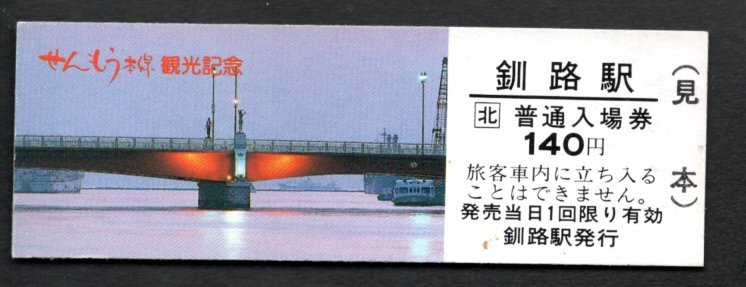 せんもう本線 観光記念
釧路駅
北 普通入場券
140円
旅客車内に立ち入る
ことはできません。
発売当日1回限り有効
釧路駅発行
（見本）